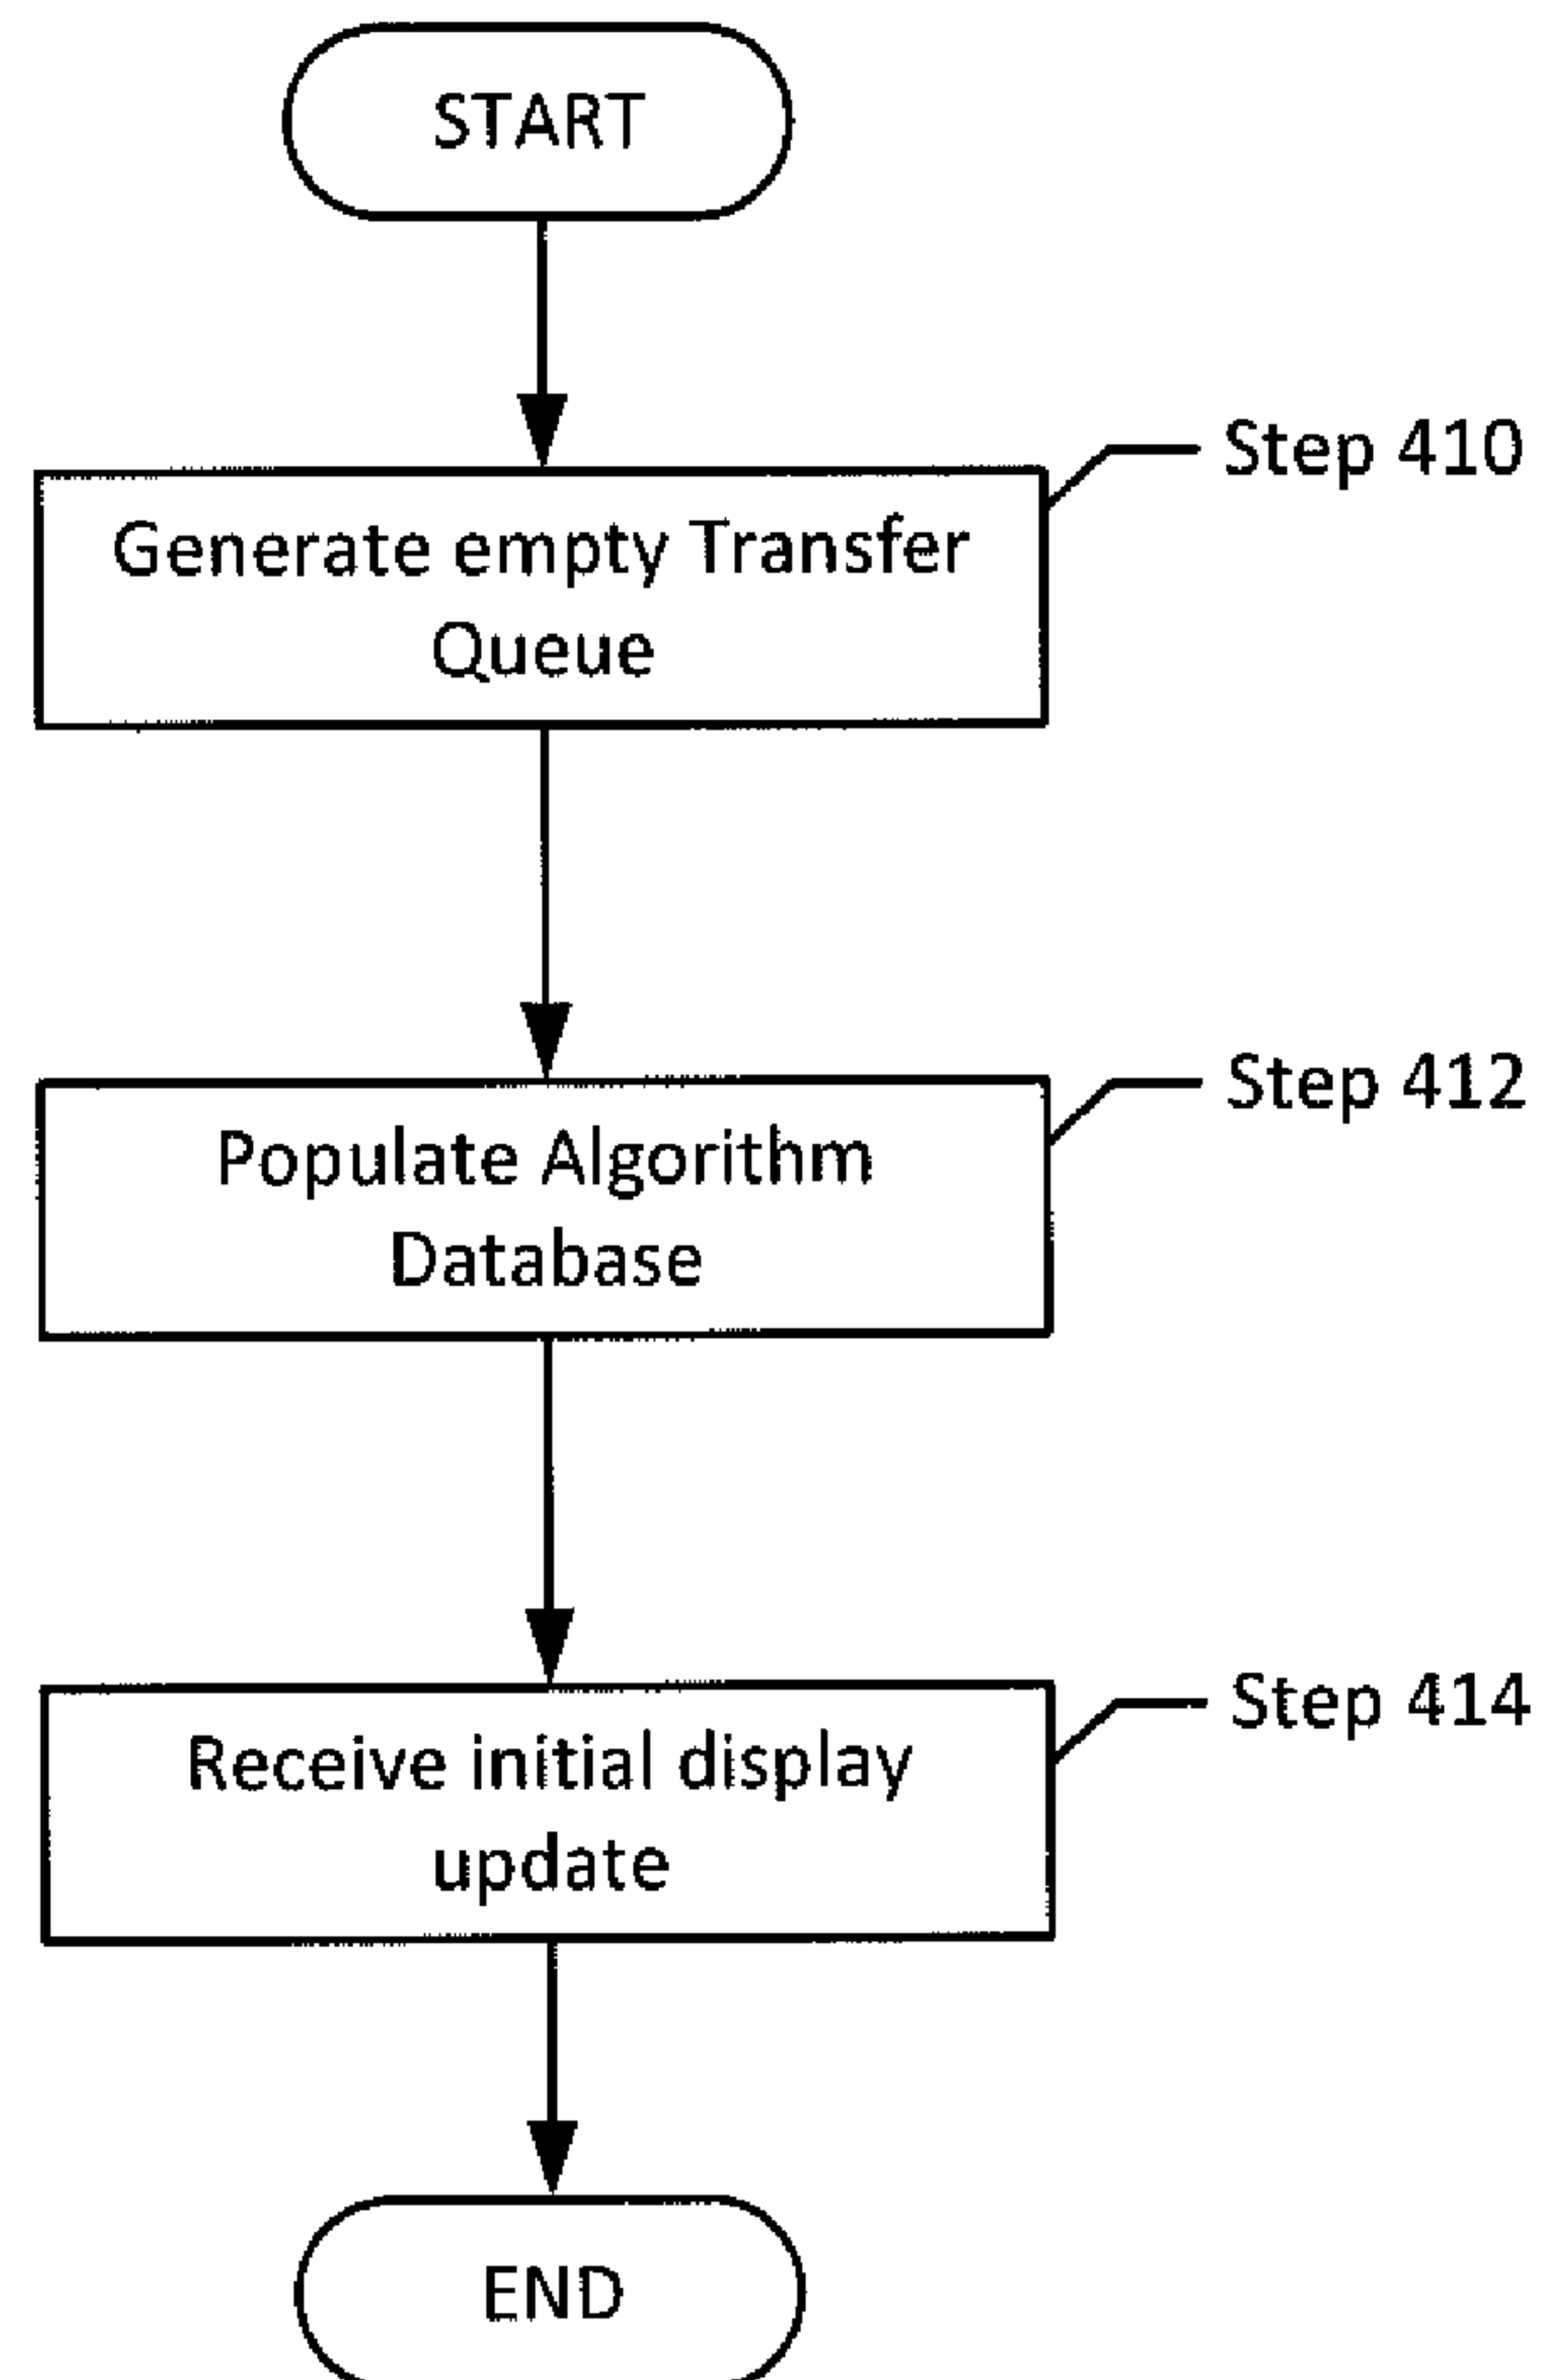 START
Step 410
Generate empty Transfer
Queue
Step 412
Populate Algorithm
Database
Step 414
Receive initial display
update
END